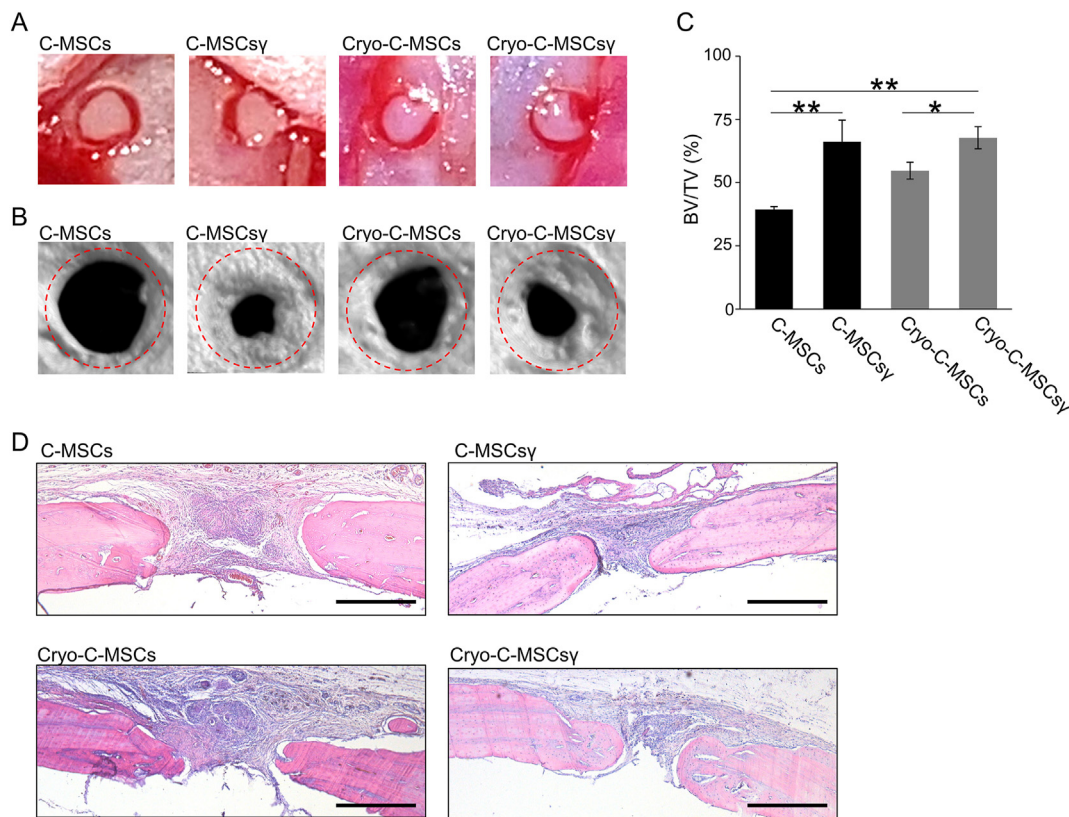 A
C-MSCs
C-MSCsγ
Cryo-C-MSCs
Cryo-C-MSCsγ
B
C-MSCs
C-MSCsγ
Cryo-C-MSCs
Cryo-C-MSCsγ
C
100
75
50
25
0
BV/TV (%)
**
**
*
C-MSCs
C-MSCsγ
Cryo-C-MSCs
Cryo-C-MSCsγ
D
C-MSCs
C-MSCsγ
Cryo-C-MSCs
Cryo-C-MSCsγ